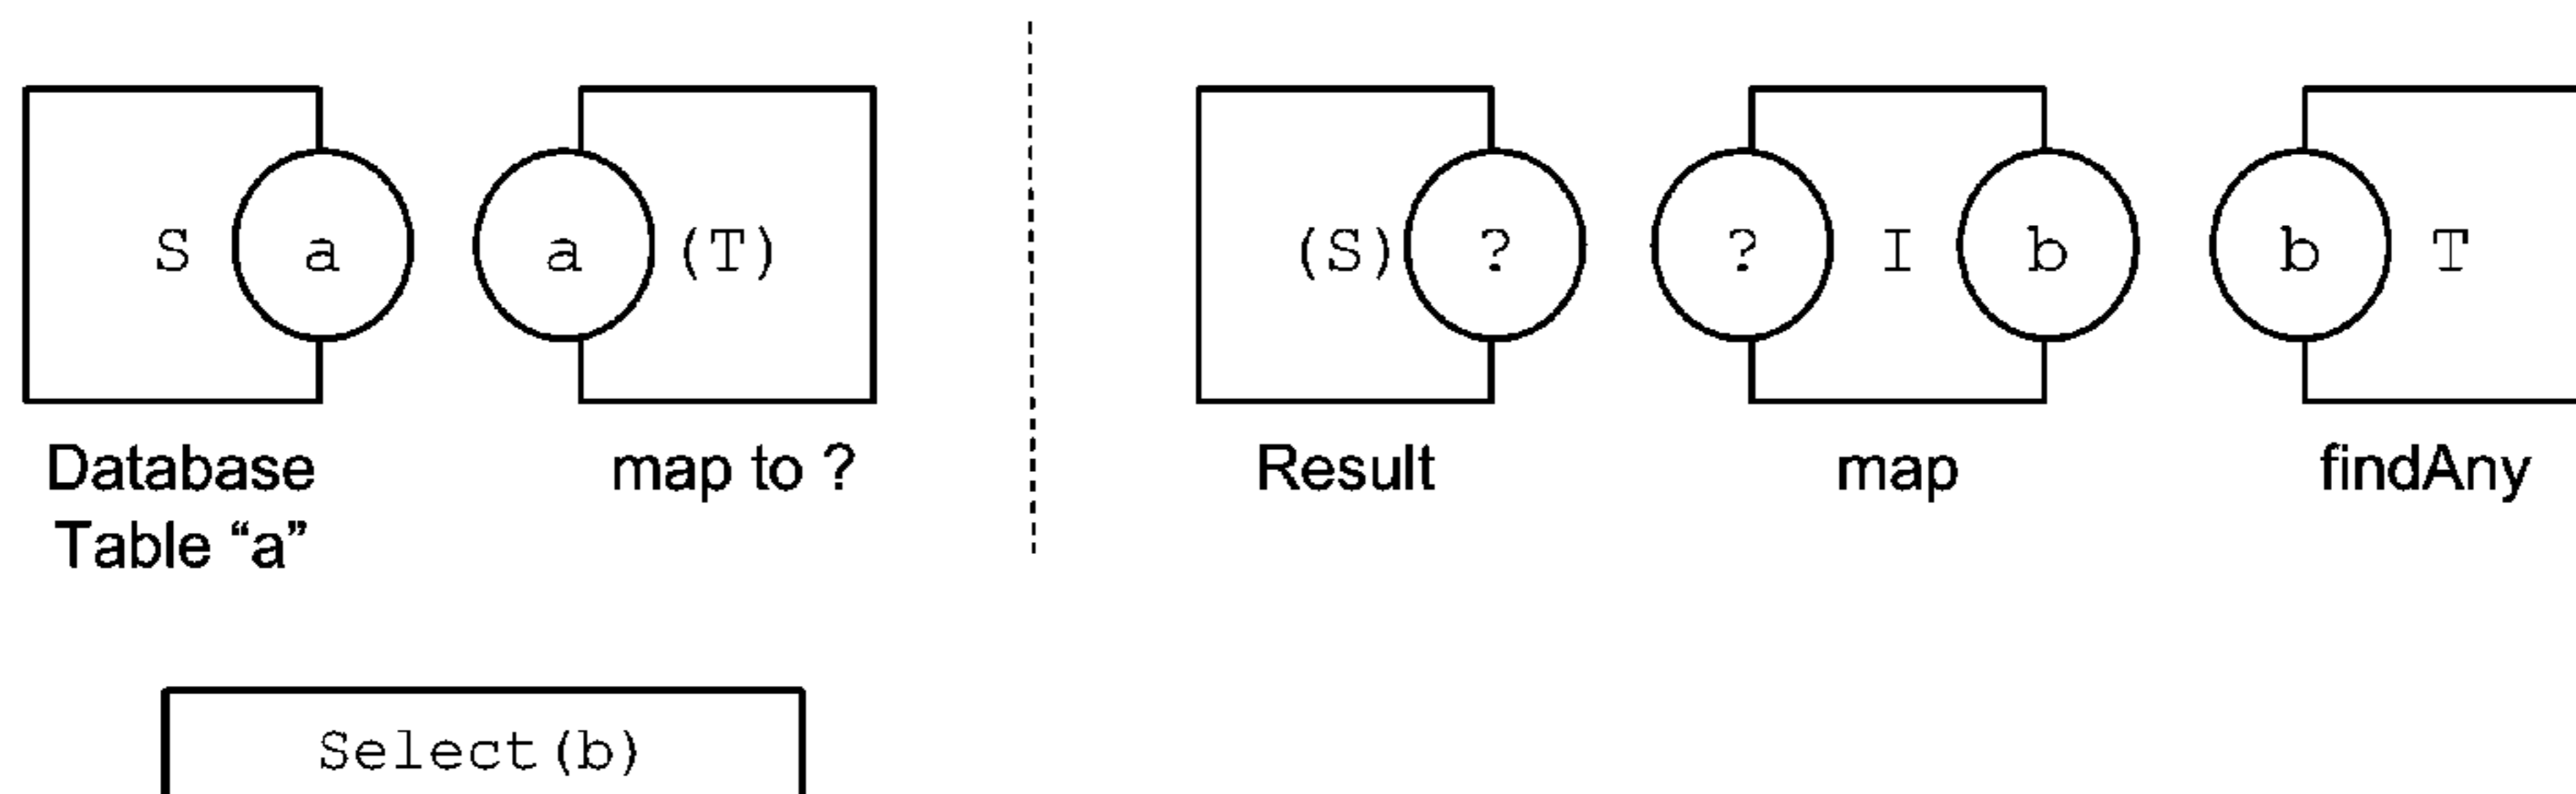 S a a (T) (S) ? ? I b b T
Database map to ? Result map findAny
Table “a”
Select(b)